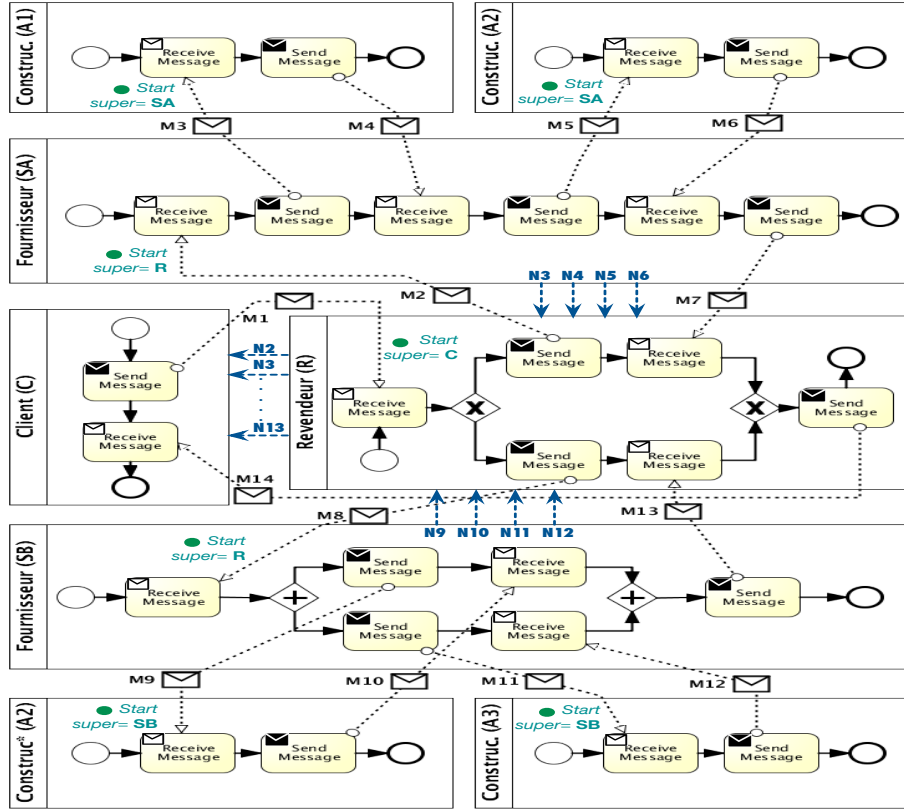 Construc. (A1)
Receive
Message
Send
Message
Start
super= SA
Construc. (A2)
Receive
Message
Send
Message
Start
super= SA
M3
M4
M5
M6
Fournisseur (SA)
Receive
Message
Send
Message
Receive
Message
Send
Message
Receive
Message
Send
Message
Start
super= R
N3
N4
N5
N6
M2
M7
M1
Client (C)
Send
Message
Receive
Message
N2
N3
N13
Revendeur (R)
Start
super= C
Receive
Message
Send
Message
Receive
Message
Send
Message
Send
Message
Receive
Message
M14
M8
N9
N10
N11
N12
M13
Fournisseur (SB)
Start
super= R
Receive
Message
Send
Message
Receive
Message
Send
Message
Receive
Message
Send
Message
M9
M10
M11
M12
Construc* (A2)
Start
super= SB
Receive
Message
Send
Message
Construc. (A3)
Start
super= SB
Receive
Message
Send
Message